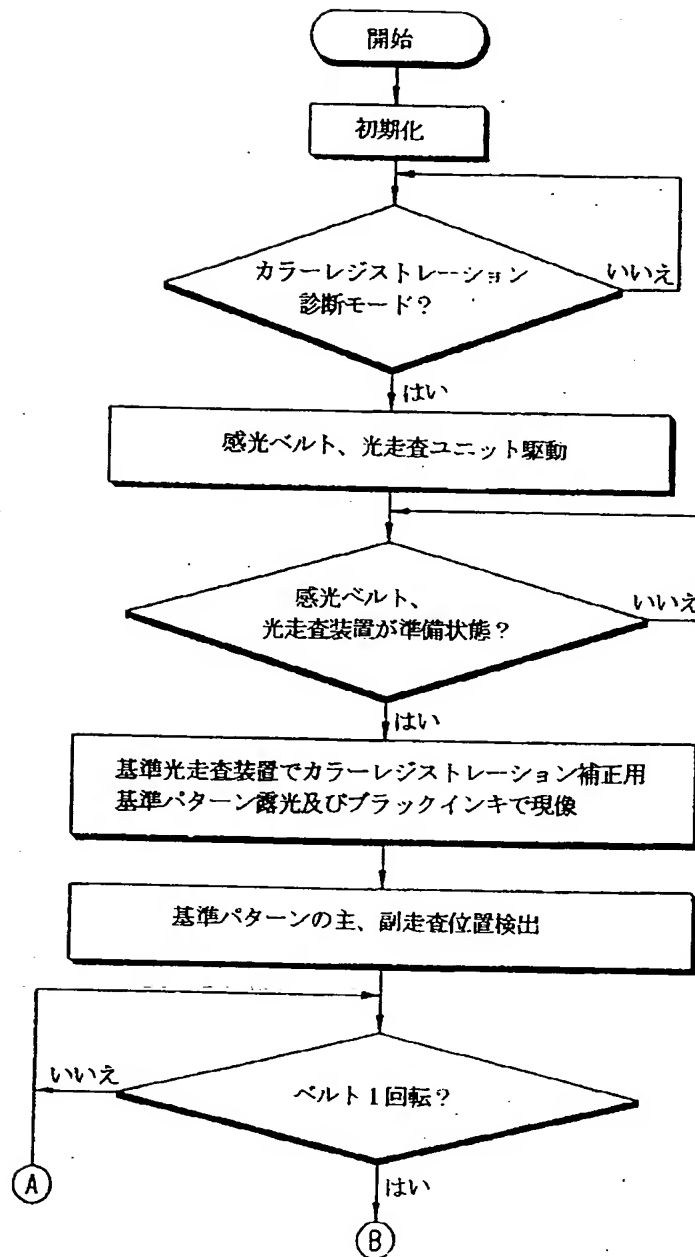 開始
初期化
カラーレジストレーション
診断モード?
いいえ
はい
感光ベルト、光走査ユニット駆動
感光ベルト、
光走査装置が準備状態?
いいえ
はい
基準光走査装置でカラーレジストレーション補正用
基準パターン露光及びブラックインキで現像
基準パターンの主、副走査位置検出
いいえ
ベルト1回転?
A
はい
B